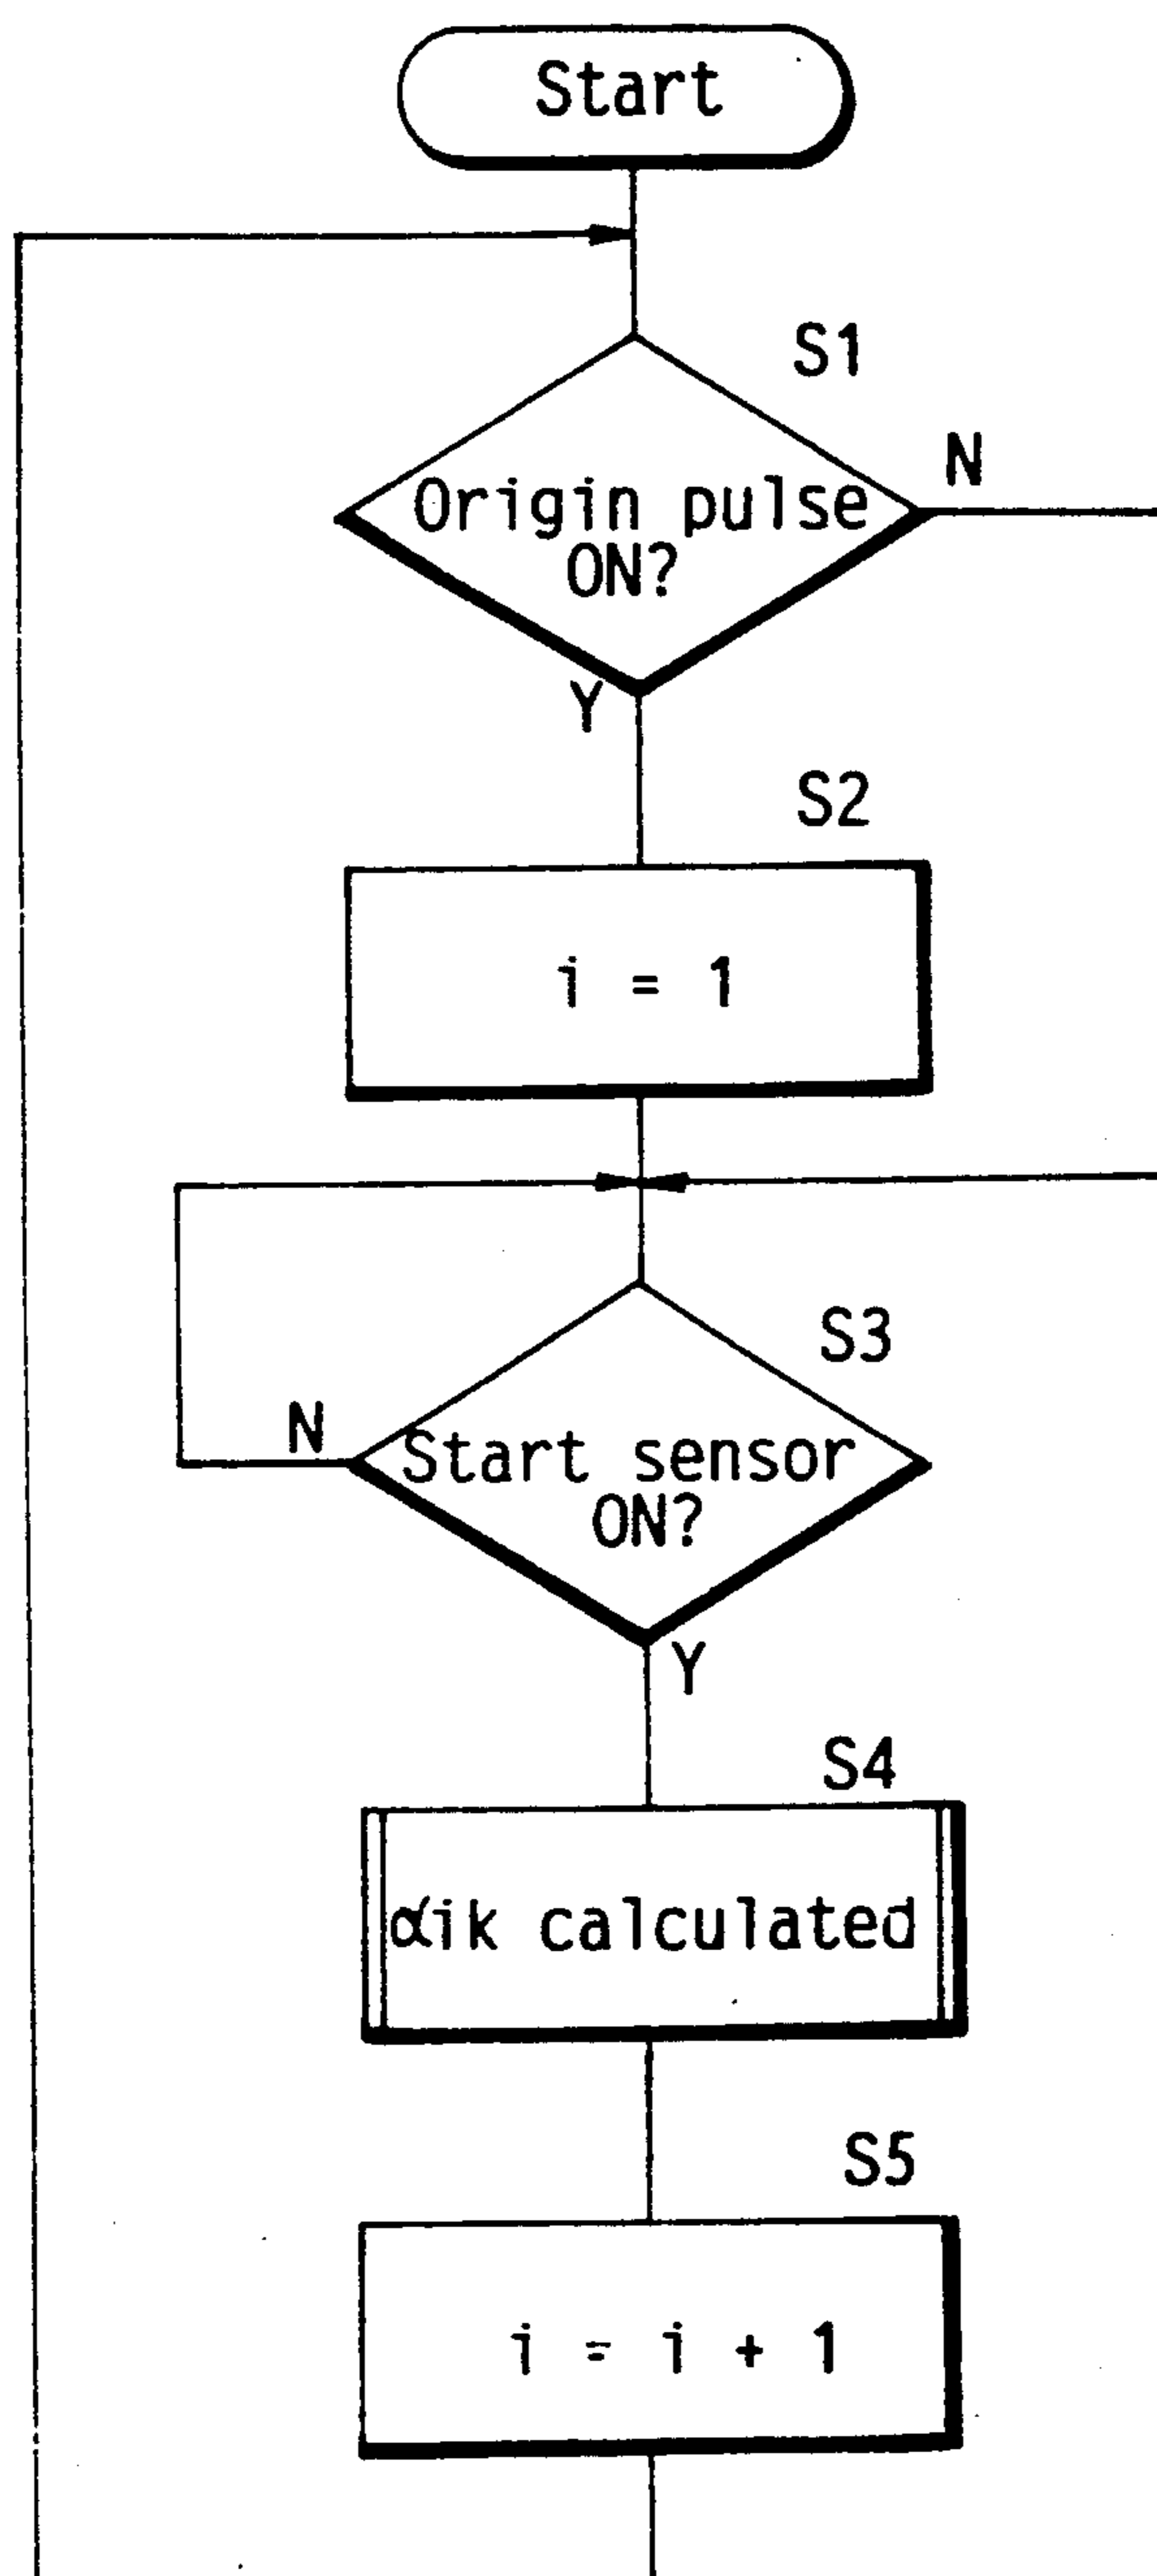 Start
S1
N
Origin pulse
ON?
Y
S2
i = 1
S3
N
Start sensor
ON?
Y
S4
αik calculated
S5
i = i + 1